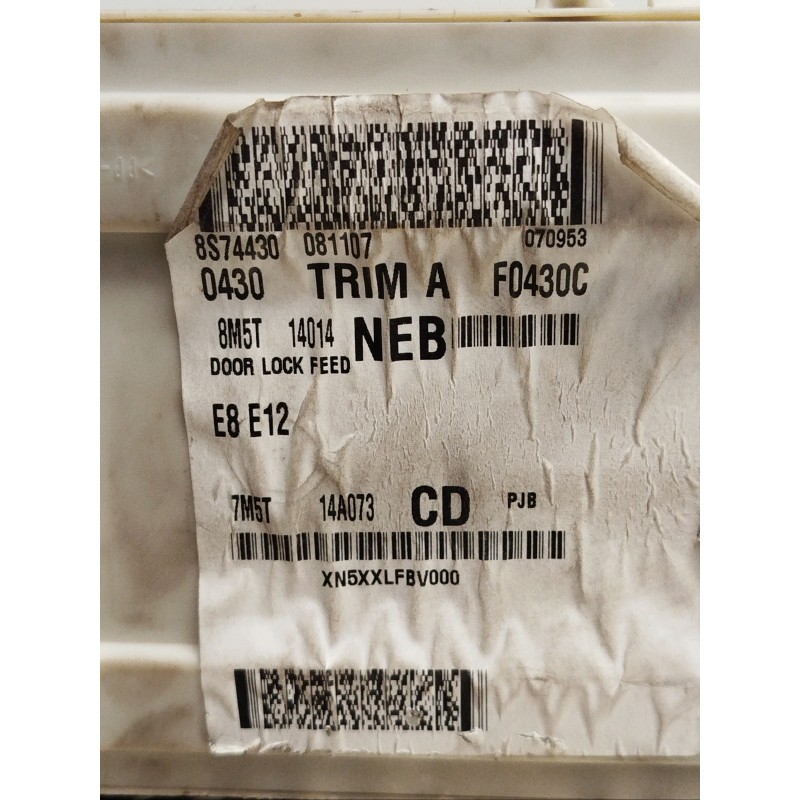 8S74430 081107 070953
0430 TRIM A F0430C
8M5T 14014 NEB
DOOR LOCK FEED
E8 E12
7M5T 14A073 CD PJB
XN5XXLFBV000